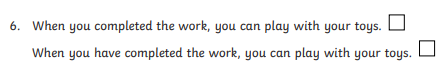 6. When you completed the work, you can play with your toys.
When you have completed the work, you can play with your toys.